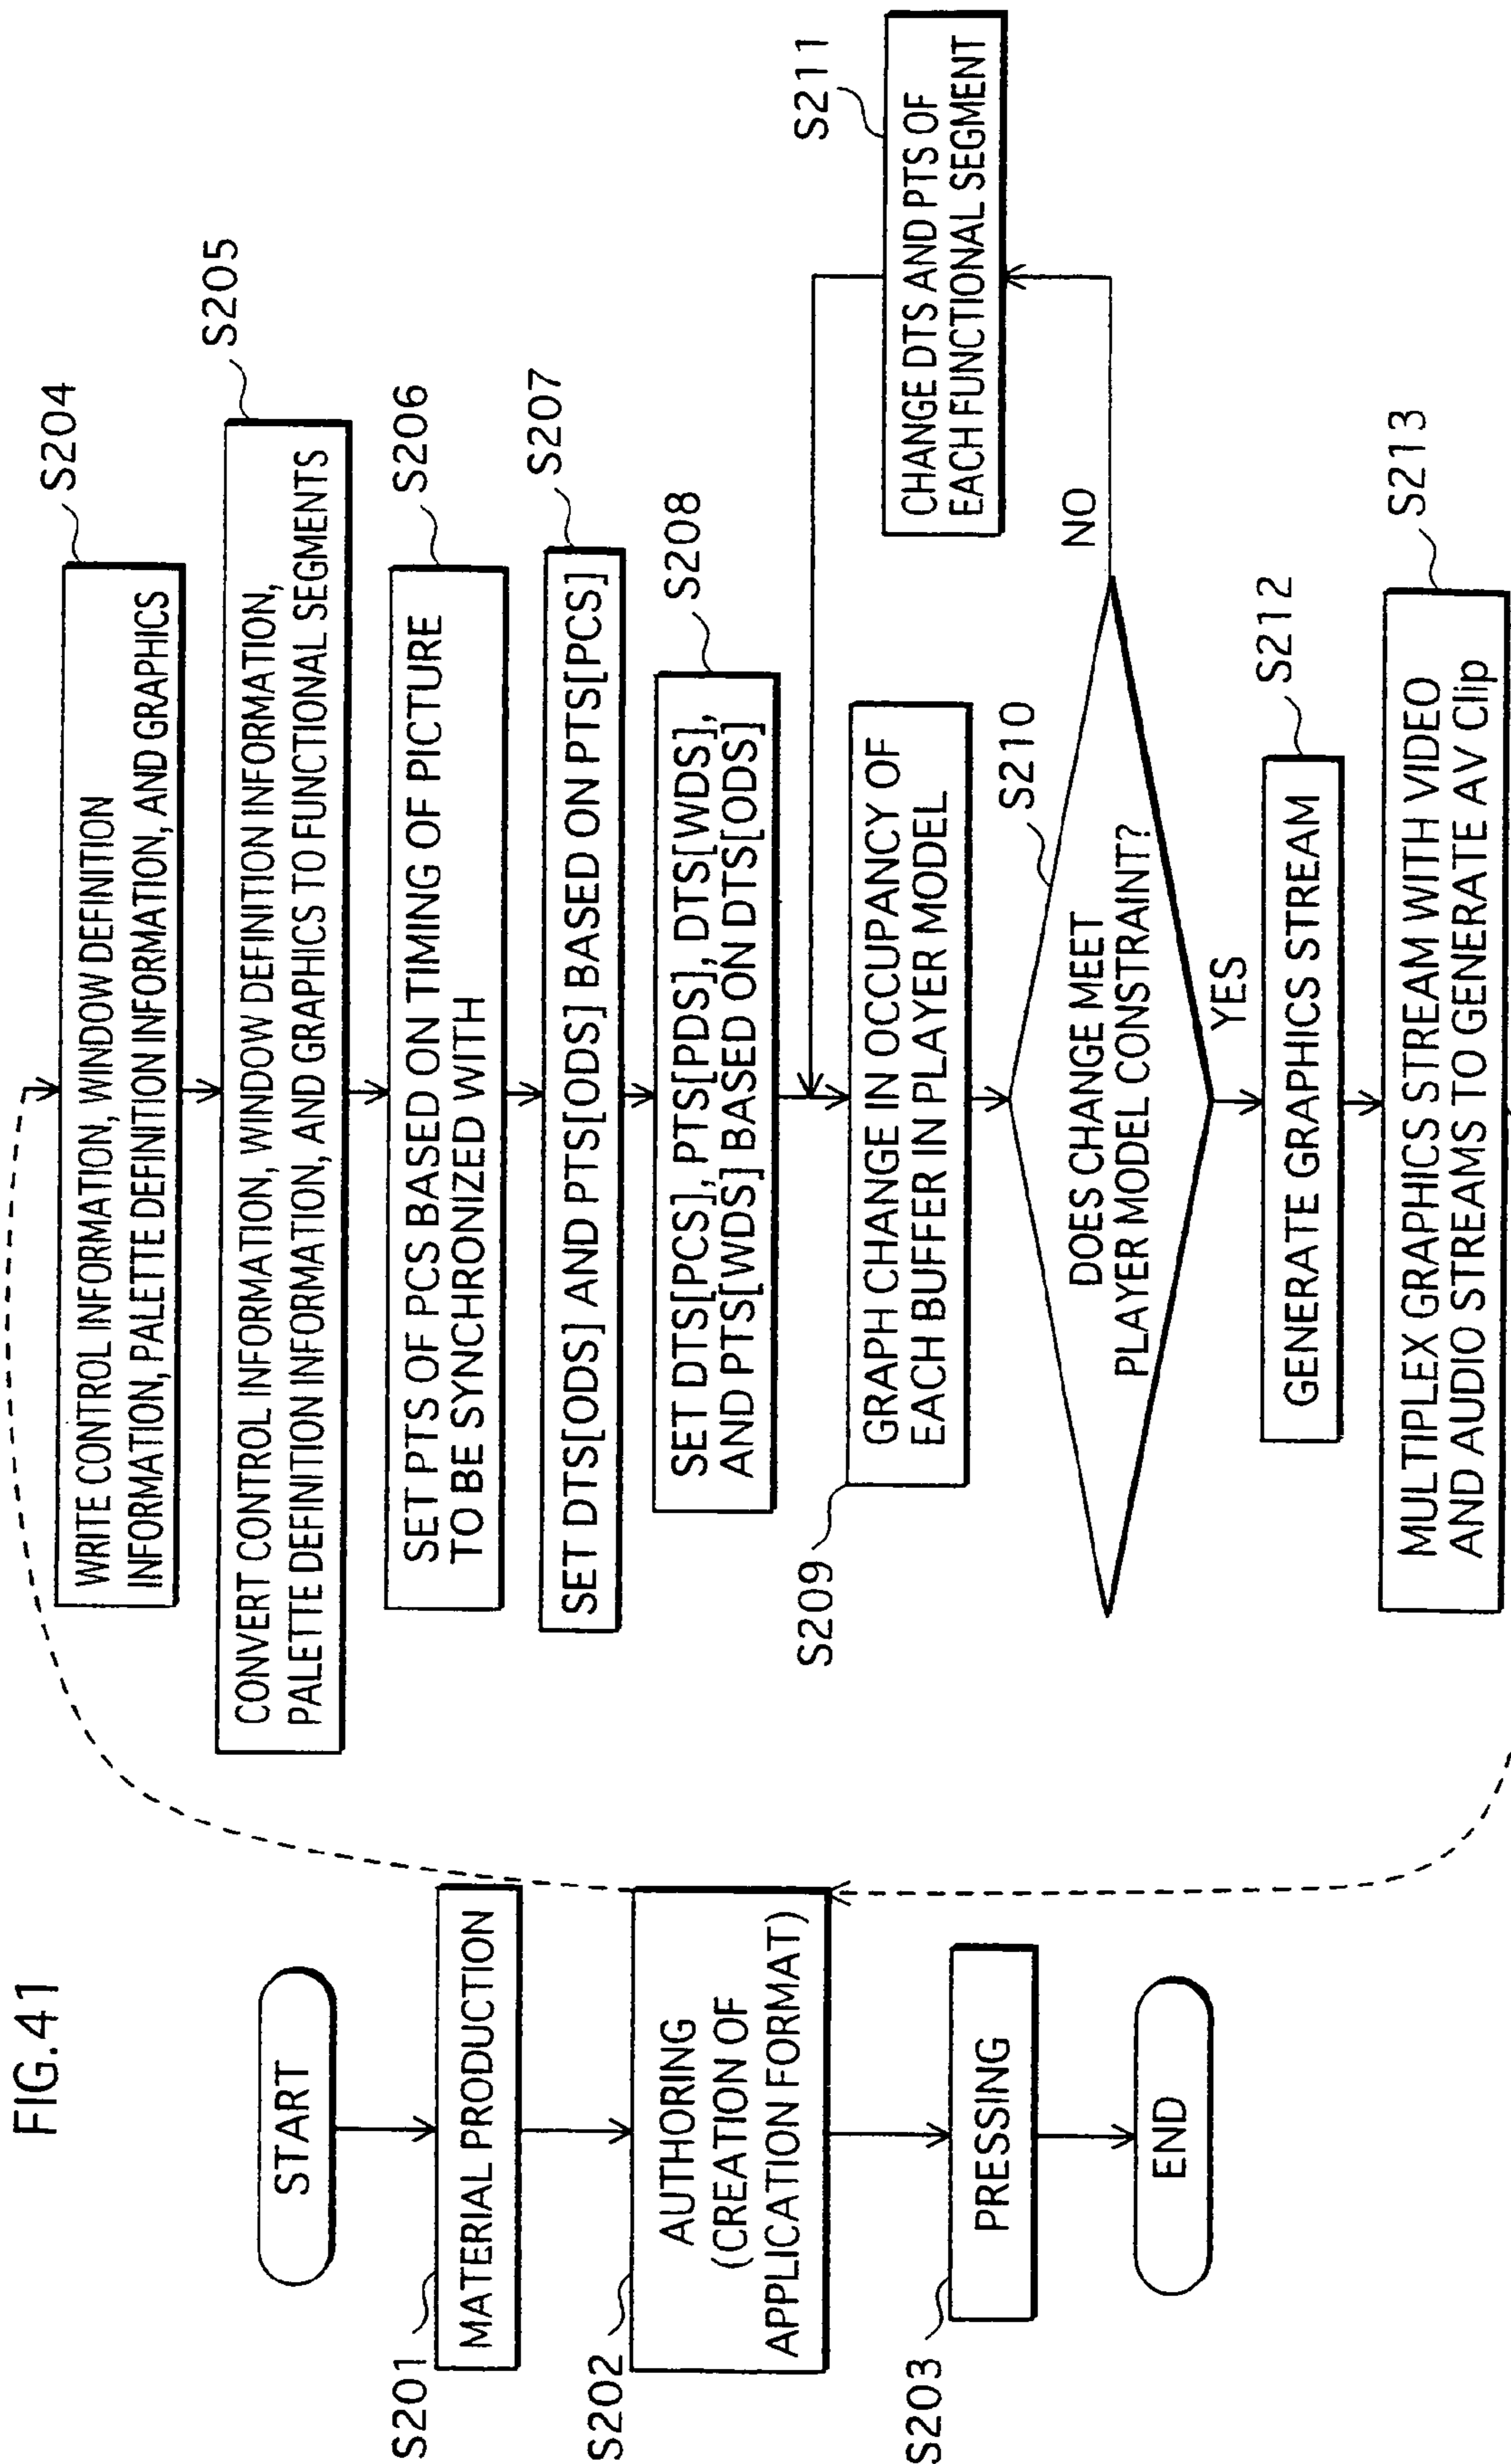 FIG.41
START
S201
MATERIAL PRODUCTION
S202
AUTHORING
(CREATION OF
APPLICATION FORMAT)
S203
PRESSING
END
S204
WRITE CONTROL INFORMATION, WINDOW DEFINITION
INFORMATION, PALETTE DEFINITION INFORMATION, AND GRAPHICS
S205
CONVERT CONTROL INFORMATION, WINDOW DEFINITION INFORMATION,
PALETTE DEFINITION INFORMATION, AND GRAPHICS TO FUNCTIONAL SEGMENTS
S206
SET PTS OF PCS BASED ON TIMING OF PICTURE
TO BE SYNCHRONIZED WITH
S207
SET DTS[ODS] AND PTS[ODS] BASED ON PTS[PCS]
S208
SET DTS[PCS], PTS[PDS], DTS[WDS],
AND PTS[WDS] BASED ON DTS[ODS]
S209
GRAPH CHANGE IN OCCUPANCY OF
EACH BUFFER IN PLAYER MODEL
S210
DOES CHANGE MEET
PLAYER MODEL CONSTRAINT?
NO
S211
CHANGE DTS AND PTS OF
EACH FUNCTIONAL SEGMENT
YES
S212
GENERATE GRAPHICS STREAM
S213
MULTIPLEX GRAPHICS STREAM WITH VIDEO
AND AUDIO STREAMS TO GENERATE AV Clip